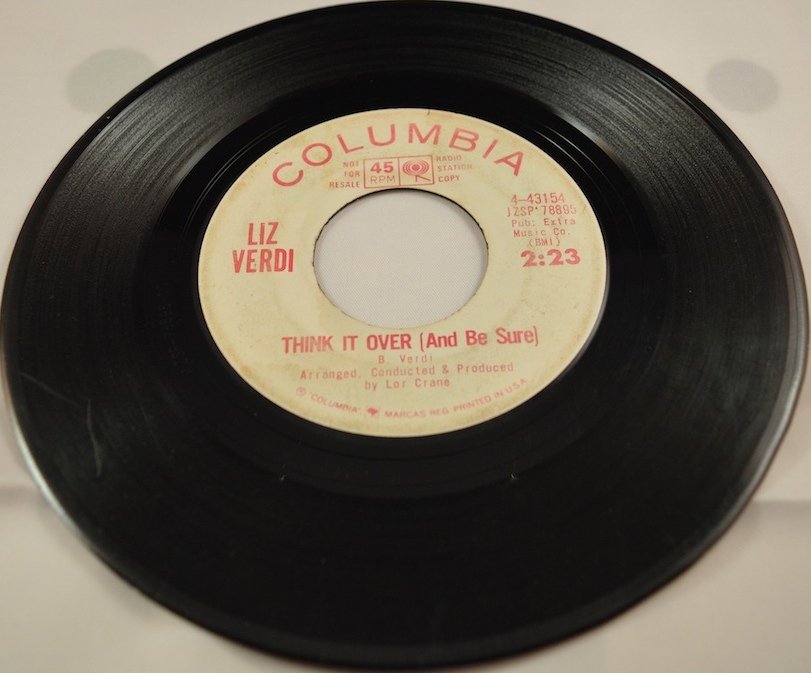 COLUMBIA
NOT
FOR
RESALE
45
RPM
RADIO
STATION
COPY
4-43154
JZSP 78895
Pub: Extra
Music Co.
(BMI)
2:23
LIZ
VERDI
THINK IT OVER (And Be Sure)
B. Verdi
Arranged, Conducted & Produced
by Lor Crane
® "COLUMBIA" MARCAS REG. PRINTED IN U.S.A.